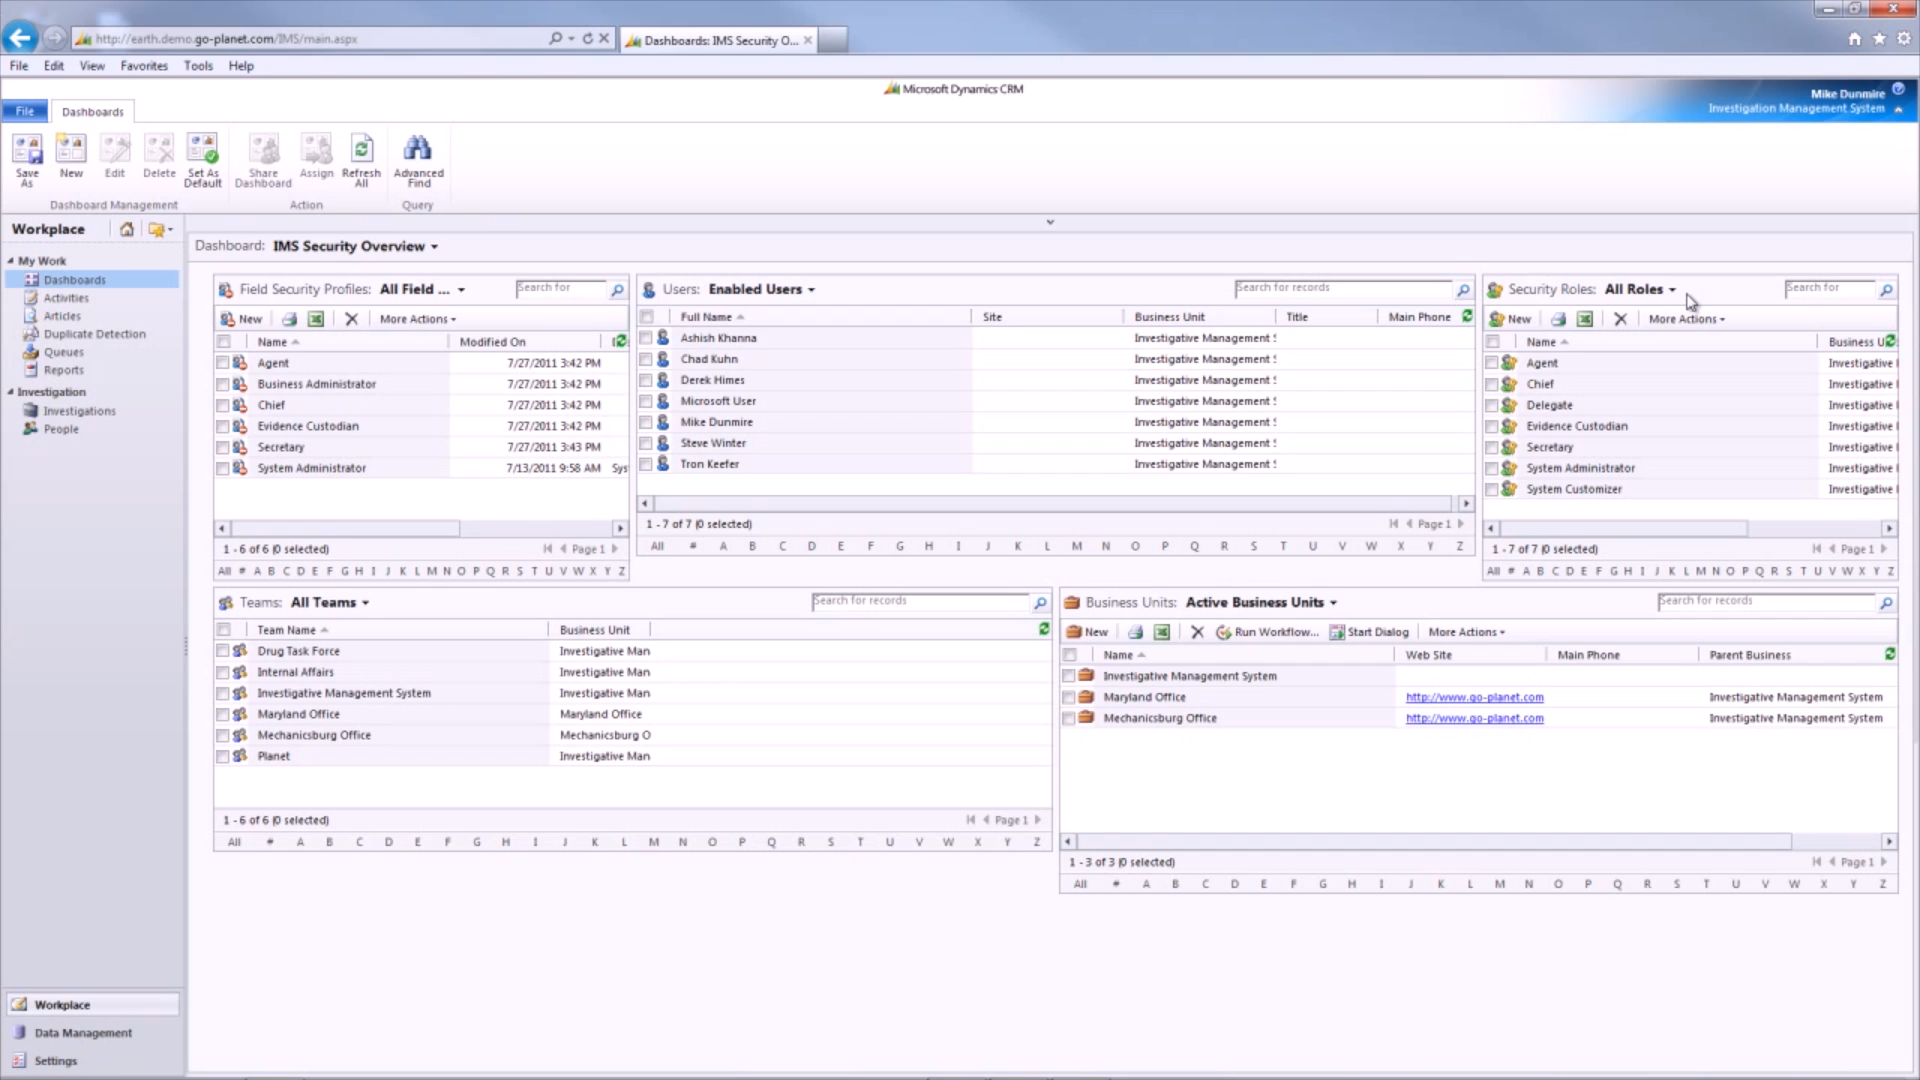 http://earth.demo.go-planet.com/IMS/main.aspx
Dashboards: IMS Security O...
File Edit View Favorites Tools Help
Microsoft Dynamics CRM
Mike Dunmire
Investigation Management System
File Dashboards
Save As New Edit Delete Set As Default Share Dashboard Assign Refresh All Advanced Find
Dashboard Management Action Query
Workplace
My Work
Dashboards
Activities
Articles
Duplicate Detection
Queues
Reports
Investigation
Investigations
People
Workplace
Data Management
Settings
Dashboard: IMS Security Overview
Field Security Profiles: All Field ... Search for
New More Actions
Name Modified On
Agent 7/27/2011 3:42 PM
Business Administrator 7/27/2011 3:42 PM
Chief 7/27/2011 3:42 PM
Evidence Custodian 7/27/2011 3:42 PM
Secretary 7/27/2011 3:43 PM
System Administrator 7/13/2011 9:58 AM Sys
1 - 6 of 6 (0 selected) Page 1
All # A B C D E F G H I J K L M N O P Q R S T U V W X Y Z
Users: Enabled Users Search for records
Full Name Site Business Unit Title Main Phone
Ashish Khanna Investigative Management S
Chad Kuhn Investigative Management S
Derek Himes Investigative Management S
Microsoft User Investigative Management S
Mike Dunmire Investigative Management S
Steve Winter Investigative Management S
Tron Keefer Investigative Management S
1 - 7 of 7 (0 selected) Page 1
All # A B C D E F G H I J K L M N O P Q R S T U V W X Y Z
Security Roles: All Roles Search for
New More Actions
Name Business U
Agent Investigative I
Chief Investigative I
Delegate Investigative I
Evidence Custodian Investigative I
Secretary Investigative I
System Administrator Investigative I
System Customizer Investigative I
1 - 7 of 7 (0 selected) Page 1
All # A B C D E F G H I J K L M N O P Q R S T U V W X Y Z
Teams: All Teams Search for records
Team Name Business Unit
Drug Task Force Investigative Man
Internal Affairs Investigative Man
Investigative Management System Investigative Man
Maryland Office Maryland Office
Mechanicsburg Office Mechanicsburg O
Planet Investigative Man
1 - 6 of 6 (0 selected) Page 1
All # A B C D E F G H I J K L M N O P Q R S T U V W X Y Z
Business Units: Active Business Units Search for records
New Run Workflow... Start Dialog More Actions
Name Web Site Main Phone Parent Business
Investigative Management System
Maryland Office http://www.go-planet.com Investigative Management System
Mechanicsburg Office http://www.go-planet.com Investigative Management System
1 - 3 of 3 (0 selected) Page 1
All # A B C D E F G H I J K L M N O P Q R S T U V W X Y Z